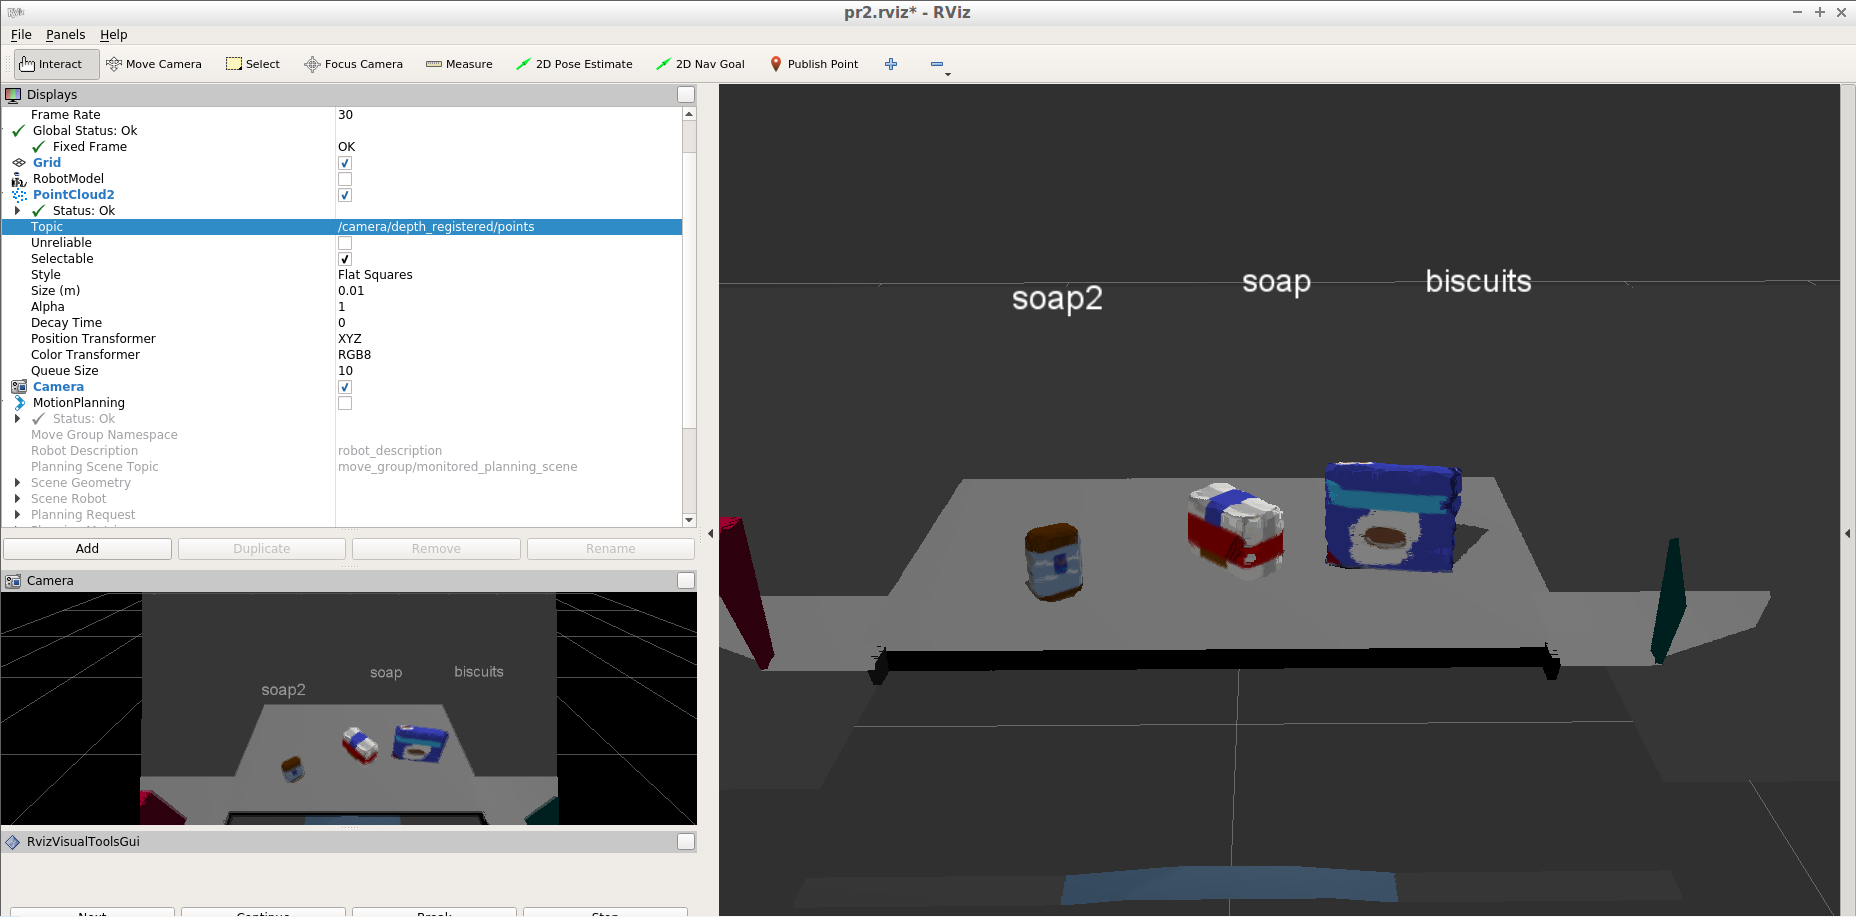 RViz
pr2.rviz* - RViz
File Panels Help
Interact Move Camera Select Focus Camera Measure 2D Pose Estimate 2D Nav Goal Publish Point
Displays
Frame Rate 30
Global Status: Ok
Fixed Frame OK
Grid
RobotModel
PointCloud2
Status: Ok
Topic /camera/depth_registered/points
Unreliable
Selectable
Style Flat Squares
Size (m) 0.01
Alpha 1
Decay Time 0
Position Transformer XYZ
Color Transformer RGB8
Queue Size 10
Camera
MotionPlanning
Status: Ok
Move Group Namespace
Robot Description robot_description
Planning Scene Topic move_group/monitored_planning_scene
Scene Geometry
Scene Robot
Planning Request
Add Duplicate Remove Rename
Camera
soap biscuits
soap2
RvizVisualToolsGui
Next Continue Break Stop
soap biscuits
soap2